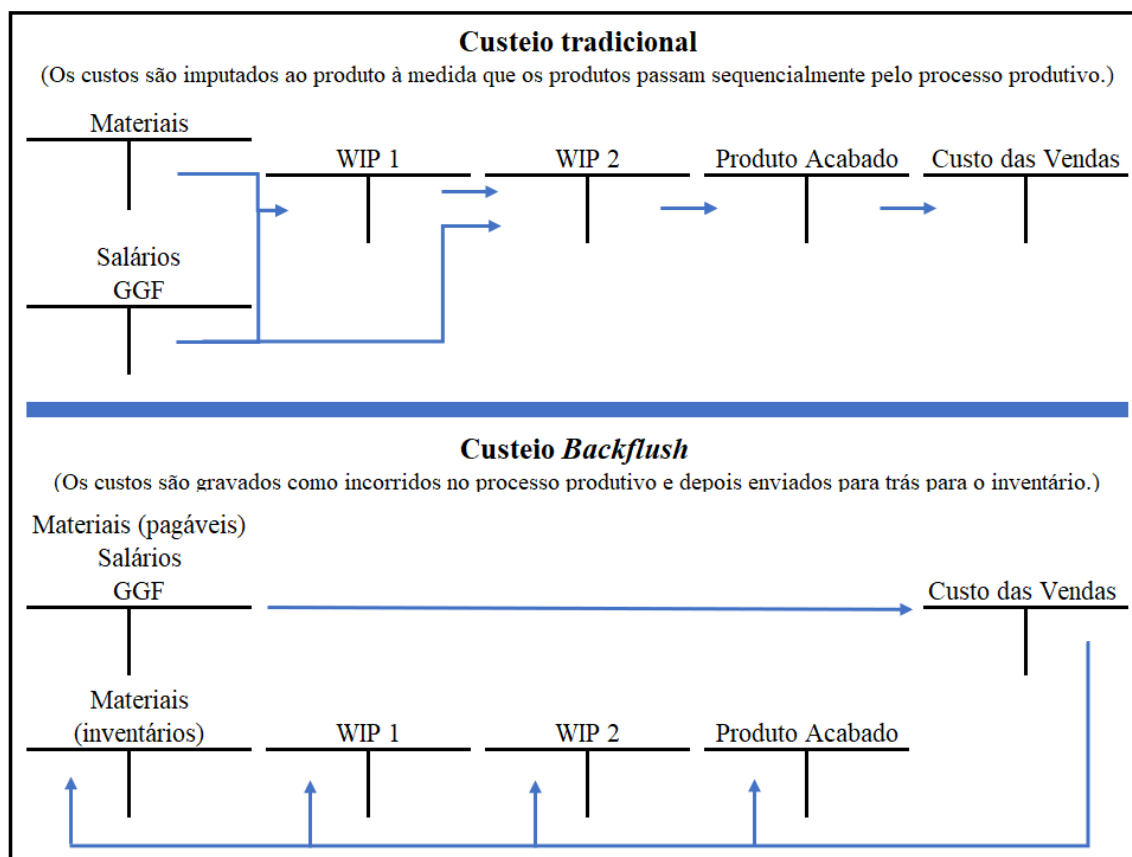 Custeio tradicional
(Os custos são imputados ao produto à medida que os produtos passam sequencialmente pelo processo produtivo.)
Materiais
WIP 1
WIP 2
Produto Acabado
Custo das Vendas
Salários
GGF
Custeio Backflush
(Os custos são gravados como incorridos no processo produtivo e depois enviados para trás para o inventário.)
Materiais (pagáveis)
Salários
GGF
Custo das Vendas
Materiais
(inventários)
WIP 1
WIP 2
Produto Acabado